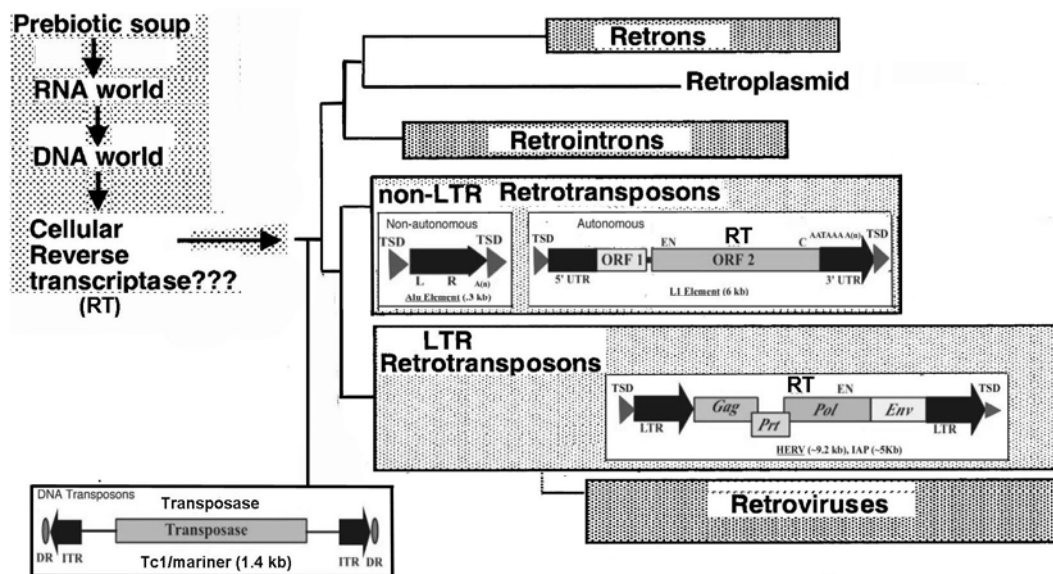 Prebiotic soup
RNA world
DNA world
Cellular
Reverse
transcriptase???
(RT)
Retrons
Retroplasmid
Retrointrons
non-LTR Retrotransposons
Non-autonomous
TSD TSD
L R A(n)
Alu Element (.3 kb)
Autonomous
TSD EN RT C AATAAA A(n) TSD
ORF 1 ORF 2
5' UTR 3' UTR
L1 Element (6 kb)
LTR
Retrotransposons
RT
TSD EN TSD
Gag Pol Env
Prt
LTR LTR
HERV (~9.2 kb), IAP (~5Kb)
Retroviruses
DNA Transposons
Transposase
Transposase
DR ITR ITR DR
Tc1/mariner (1.4 kb)